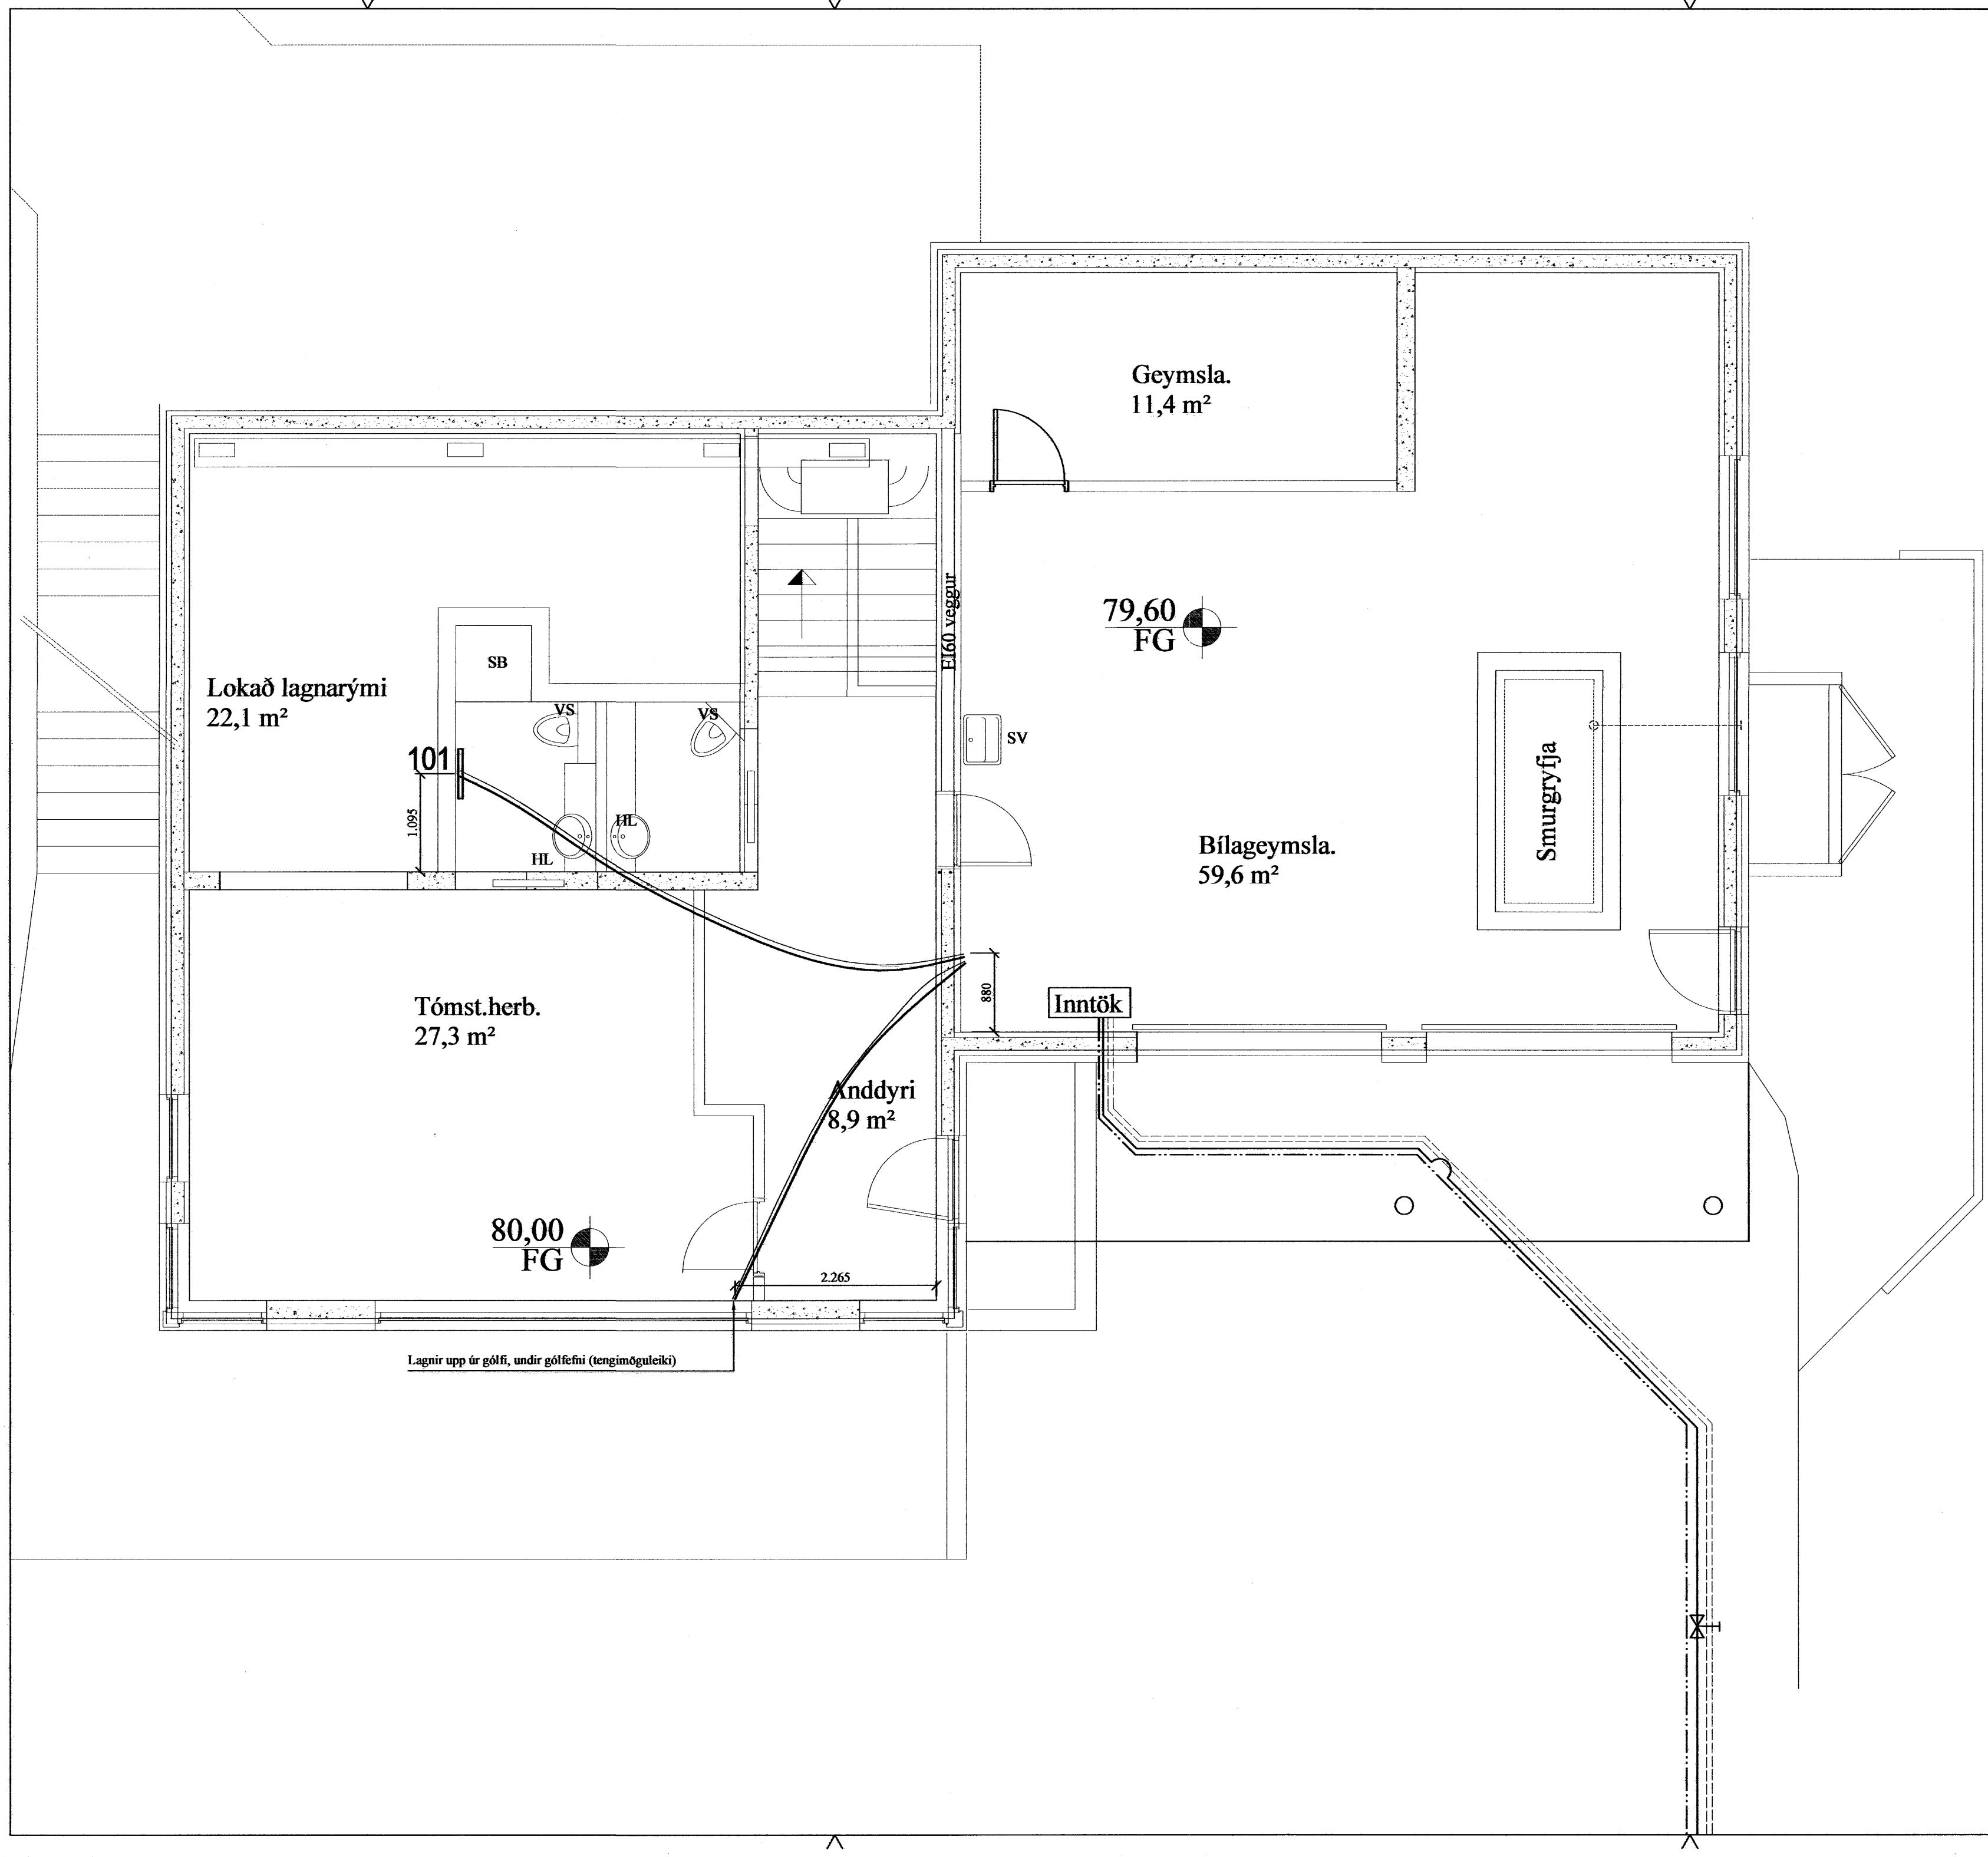 Geymsla.
11,4 m²
EI60 veggur
79,60
FG
SB
Lokað lagnarými
22,1 m²
VS
VS
SV
101
1.095
HL
HL
Smurgryfja
Bílageymsla.
59,6 m²
880
Inntök
Tómst.herb.
27,3 m²
Anddyri
8,9 m²
80,00
FG
2.265
Lagnir upp úr gólfi, undir gólfefni (tengimöguleiki)